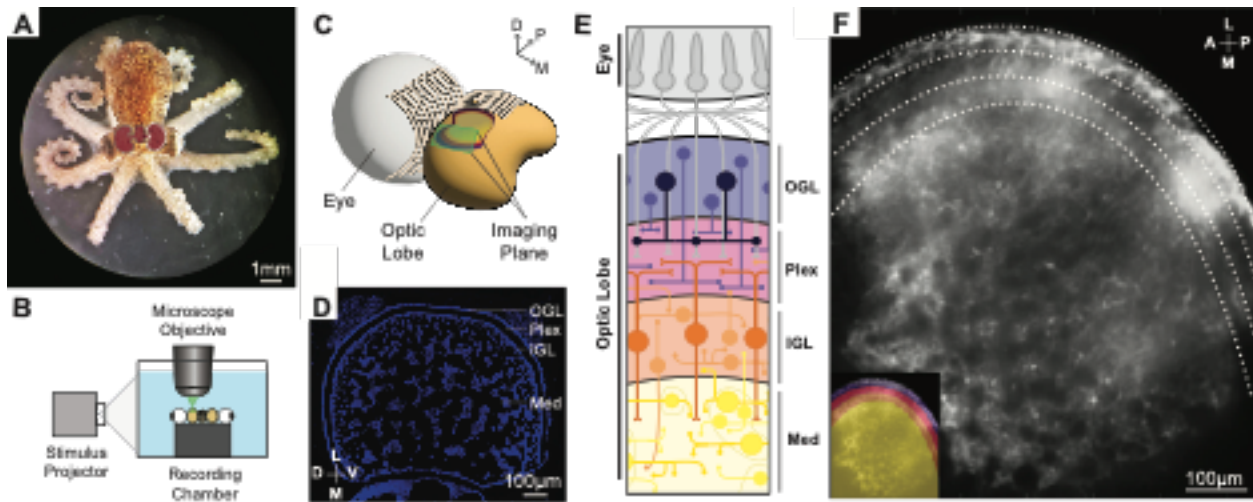 A
1mm
B
Microscope
Objective
Stimulus
Projector
Recording
Chamber
C
D
P
M
Eye
Optic
Lobe
Imaging
Plane
D
OGL
Plex
IGL
Med
L
D
V
M
100µm
E
Eye
Optic Lobe
OGL
Plex
IGL
Med
F
L
A
P
M
100µm